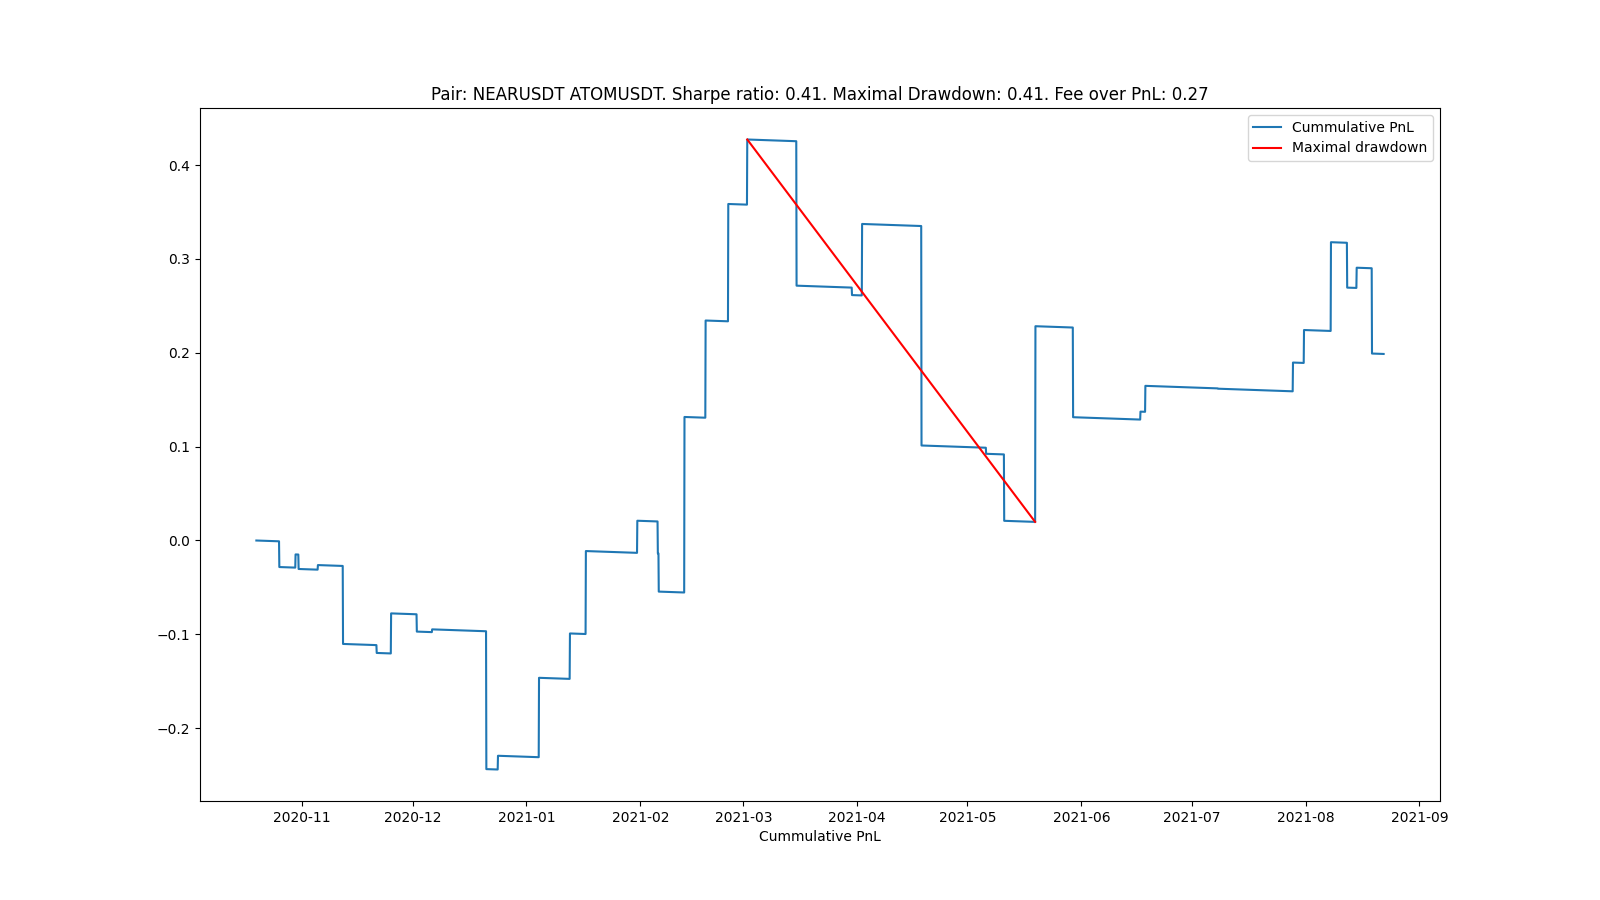 Pair: NEARUSDT ATOMUSDT. Sharpe ratio: 0.41. Maximal Drawdown: 0.41. Fee over PnL: 0.27
Cummulative PnL
Maximal drawdown
0.4
0.3
0.2
0.1
0.0
−0.1
−0.2
2020-11 2020-12 2021-01 2021-02 2021-03 2021-04 2021-05 2021-06 2021-07 2021-08 2021-09
Cummulative PnL